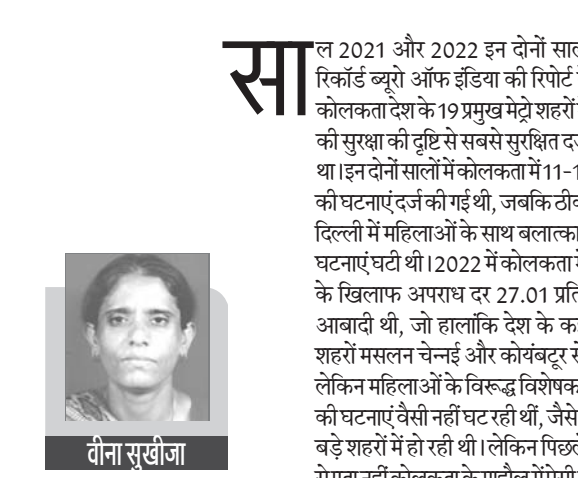 साल 2021 और 2022 इन दोनों साल
रिकॉर्ड ब्यूरो ऑफ इंडिया की रिपोर्ट
कोलकता देश के 19 प्रमुख मेट्रो शहरों
की सुरक्षा की दृष्टि से सबसे सुरक्षित दर्ज
था। इन दोनों सालों में कोलकता में 11-1
की घटनाएं दर्ज की गई थी, जबकि ठीक
दिल्ली में महिलाओं के साथ बलात्का
घटनाएं घटी थी। 2022 में कोलकता में
के खिलाफ अपराध दर 27.01 प्रति
आबादी थी, जो हालांकि देश के क
शहरों मसलन चेन्नई और कोयंबटूर से
लेकिन महिलाओं के विरूद्ध विशेषक
की घटनाएं वैसी नहीं घट रही थीं, जैसे
बड़े शहरों में हो रही थी। लेकिन पिछले
वीना सुखीजा